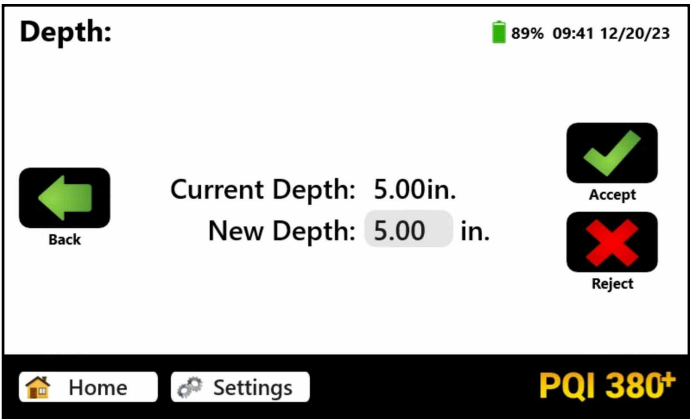 Depth:
89% 09:41 12/20/23
Current Depth: 5.00in.
New Depth: 5.00 in.
Back
Accept
Reject
Home
Settings
PQI 380+